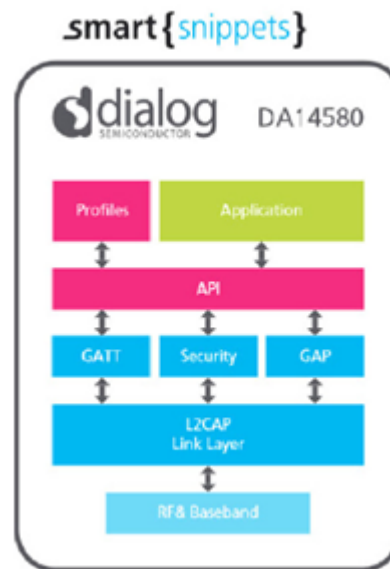 .smart{snippets}
dialog DA14580
SEMICONDUCTOR
Profiles Application
API
GATT Security GAP
L2CAP
Link Layer
RF& Baseband